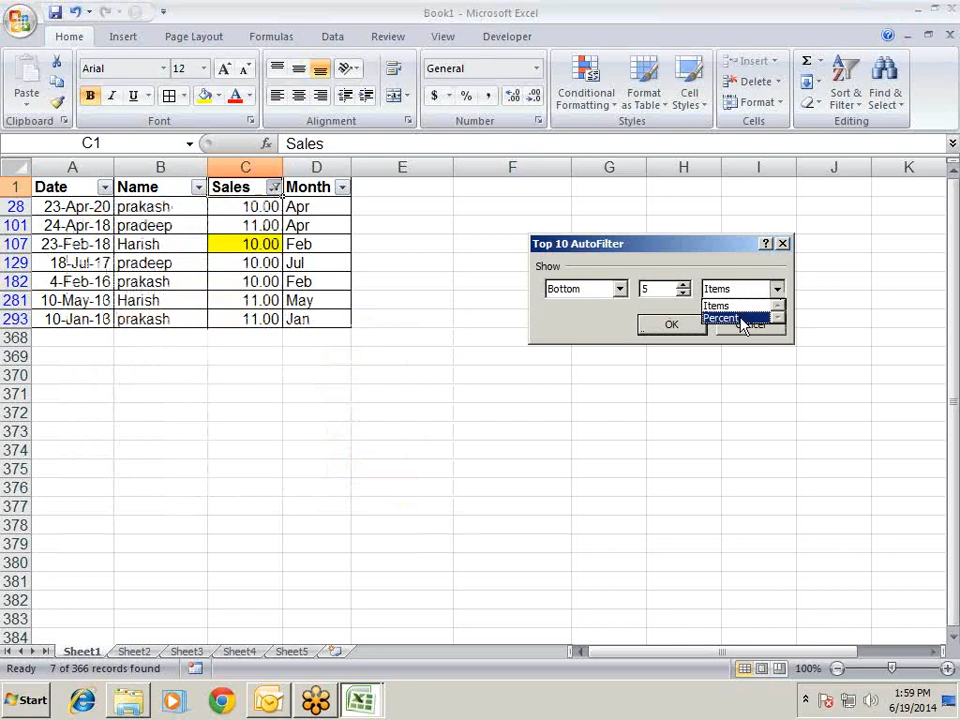 Book1 - Microsoft Excel
Home Insert Page Layout Formulas Data Review View Developer
Paste Arial 12 General Conditional Formatting Format as Table Cell Styles Insert Delete Format Sort & Filter Find & Select
Clipboard Font Alignment Number Styles Cells Editing
C1 fx Sales
A B C D E F G H I J K
1 Date Name Sales Month
28 23-Apr-20 prakash 10.00 Apr
101 24-Apr-18 pradeep 11.00 Apr
107 23-Feb-18 Harish 10.00 Feb
129 18-Jul-17 pradeep 10.00 Jul
182 4-Feb-16 prakash 10.00 Feb
281 10-May-13 Harish 11.00 May
293 10-Jan-13 prakash 11.00 Jan
368
369
370
371
372
373
374
375
376
377
378
379
380
381
382
383
384
Top 10 AutoFilter
Show
Bottom 5 Items
Items
Percent
OK
Sheet1 Sheet2 Sheet3 Sheet4 Sheet5
Ready 7 of 366 records found 100%
Start 1:59 PM
6/19/2014